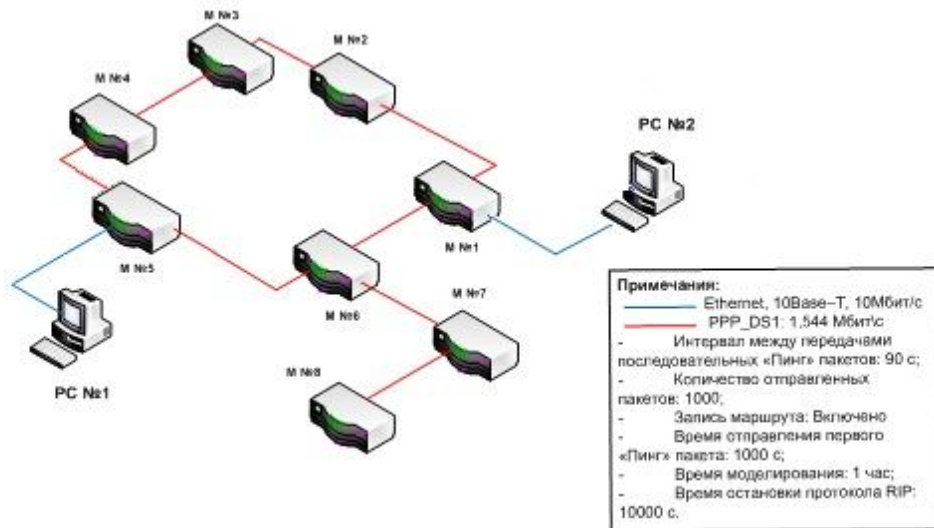 М №3
М №2
М №4
PC №2
М №1
М №5
М №7
М №6
М №8
PC №1
Примечания:
Ethernet, 10Base–T, 10Мбит/с
PPP_DS1: 1,544 Мбит\с
- Интервал между передачами
последовательных «Пинг» пакетов: 90 с;
- Количество отправленных
пакетов: 1000;
- Запись маршрута: Включено
- Время отправления первого
«Пинг» пакета: 1000 с;
- Время моделирования: 1 час;
- Время остановки протокола RIP:
10000 с.